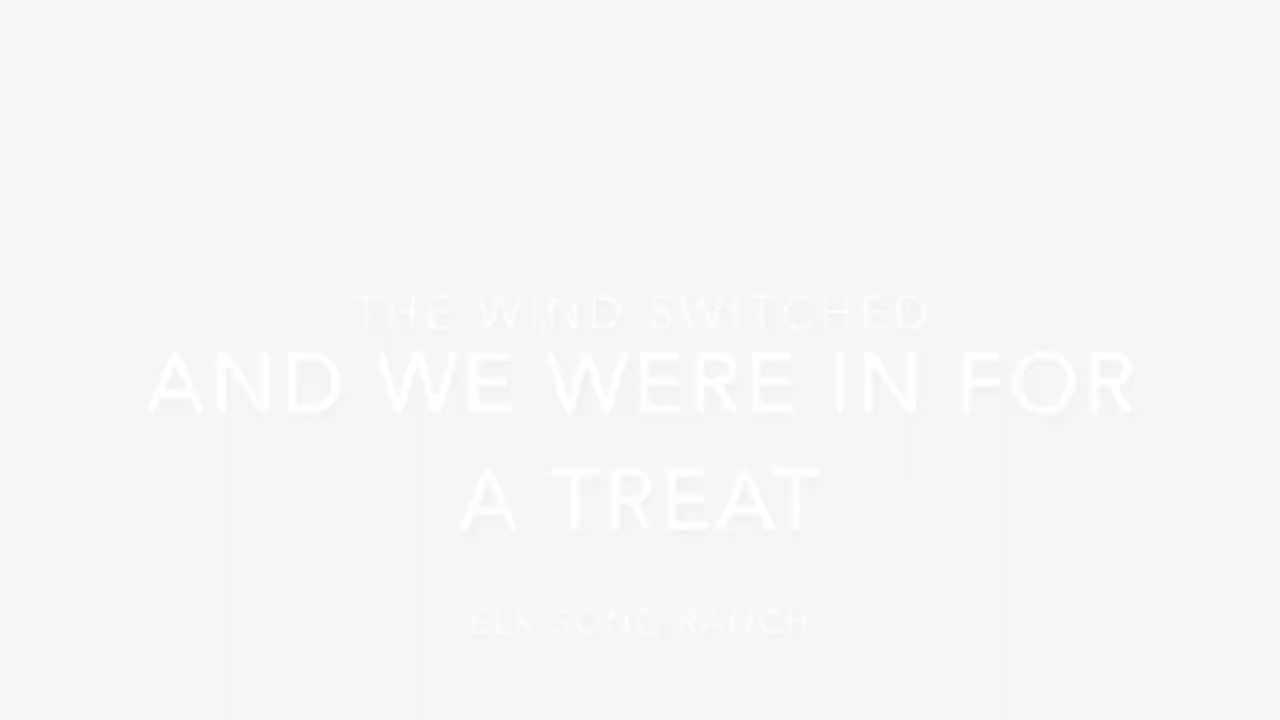 THE WIND SWITCHED
AND WE WERE IN FOR
A TREAT
ELK SONG RANCH